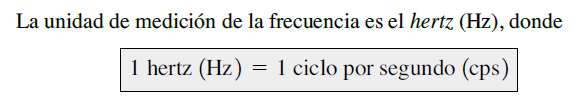 La unidad de medición de la frecuencia es el hertz (Hz), donde
1 hertz (Hz) = 1 ciclo por segundo (cps)